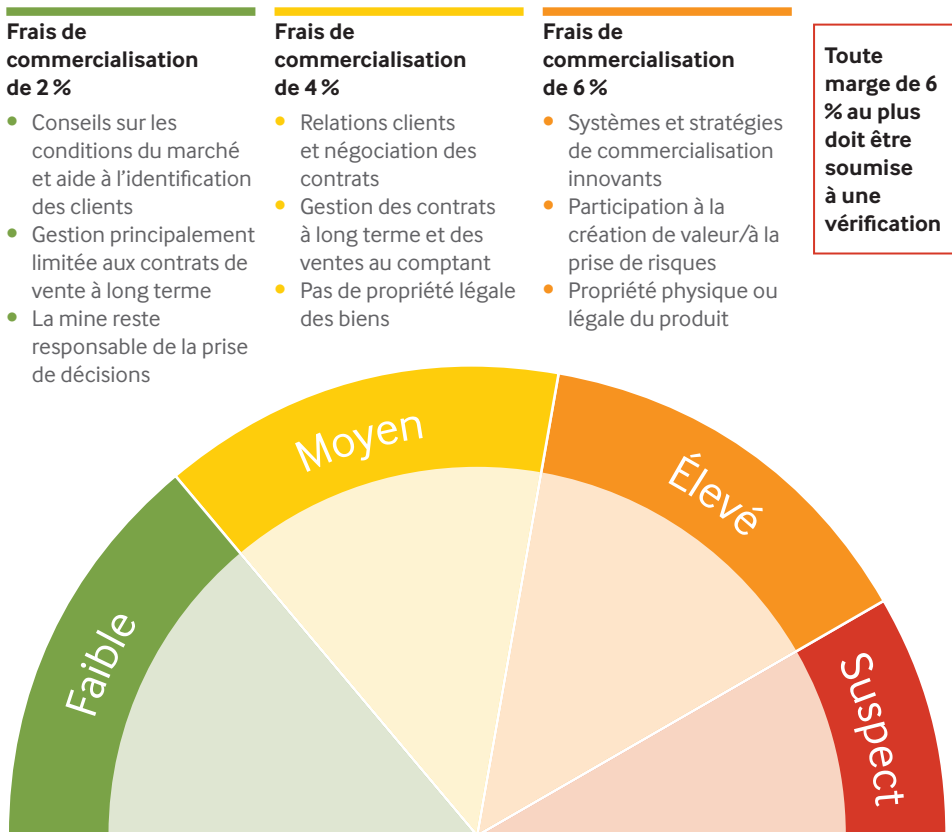 Frais de
commercialisation
de 2 %
Conseils sur les
conditions du marché
et aide à l'identification
des clients
Gestion principalement
limitée aux contrats de
vente à long terme
La mine reste
responsable de la prise
de décisions
Frais de
commercialisation
de 4 %
Relations clients
et négociation des
contrats
Gestion des contrats
à long terme et des
ventes au comptant
Pas de propriété légale
des biens
Frais de
commercialisation
de 6 %
Systèmes et stratégies
de commercialisation
innovants
Participation à la
création de valeur/à la
prise de risques
Propriété physique ou
légale du produit
Toute
marge de 6
% au plus
doit être
soumise
à une
vérification
Faible
Moyen
Élevé
Suspect